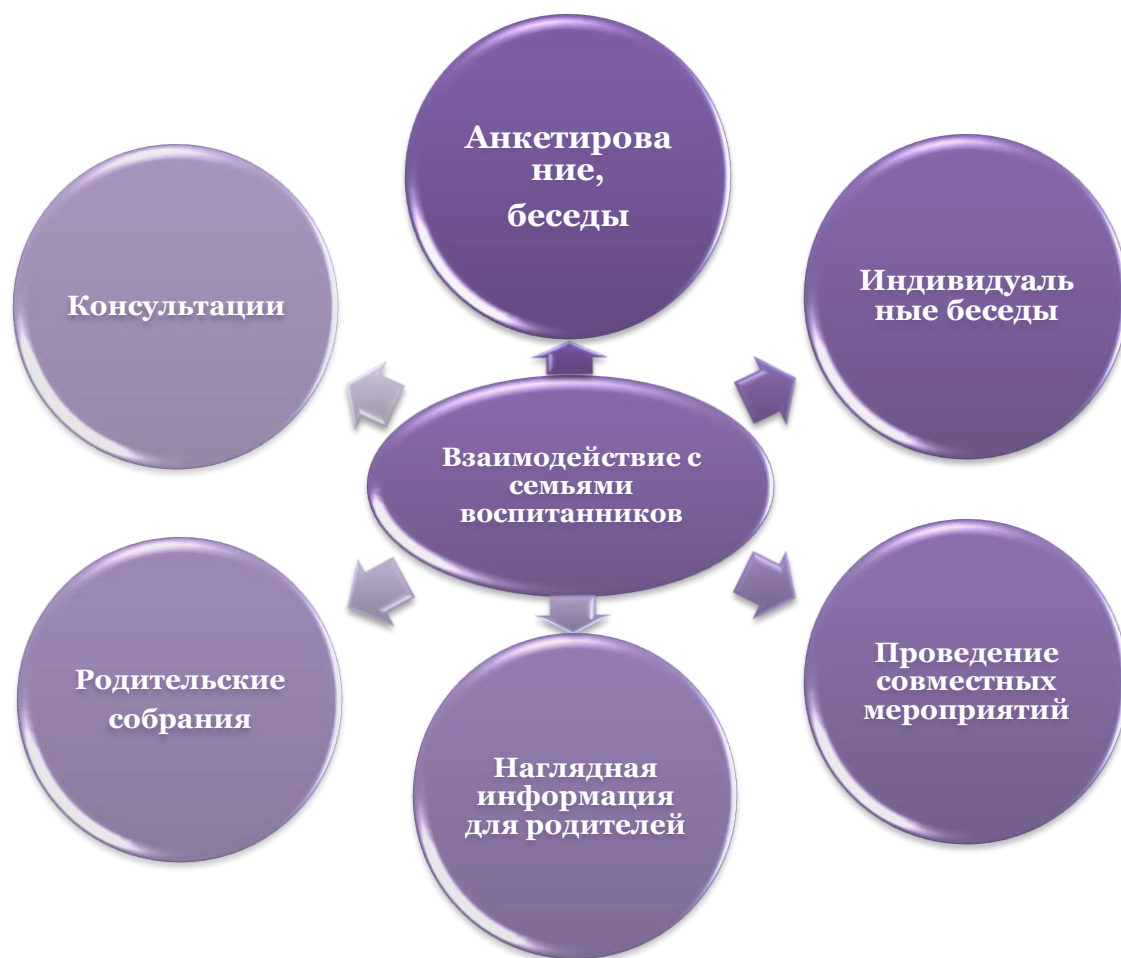 Анкетирова
ние,
беседы
Индивидуаль
ные беседы
Проведение
совместных
мероприятий
Наглядная
информация
для родителей
Родительские
собрания
Консультации
Взаимодействие с
семьями
воспитанников